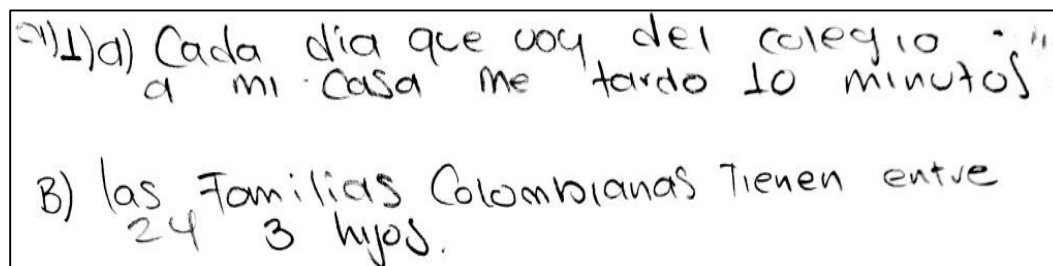 1)a) Cada dia que voy del colegio
a mi casa me tardo 10 minutos
B) las Familias Colombianas Tienen entre
2 y 3 hijos.